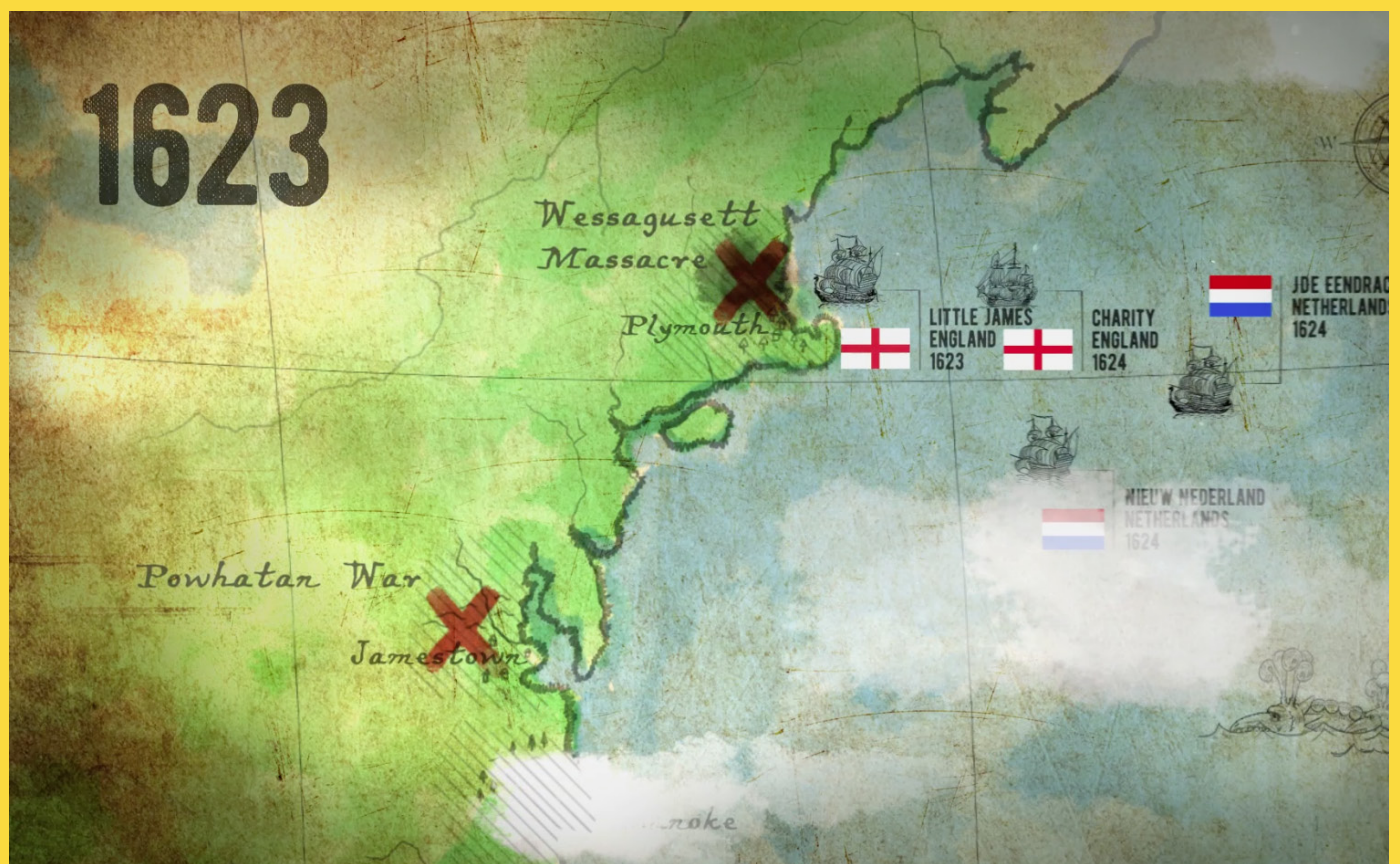 1623
Wessagusett
Massacre
Plymouth
LITTLE JAMES
ENGLAND
1623
CHARITY
ENGLAND
1624
JDE
1624
NIEUW NEDERLAND
NETHERLANDS
1624
W
Powhatan War
Jamestown